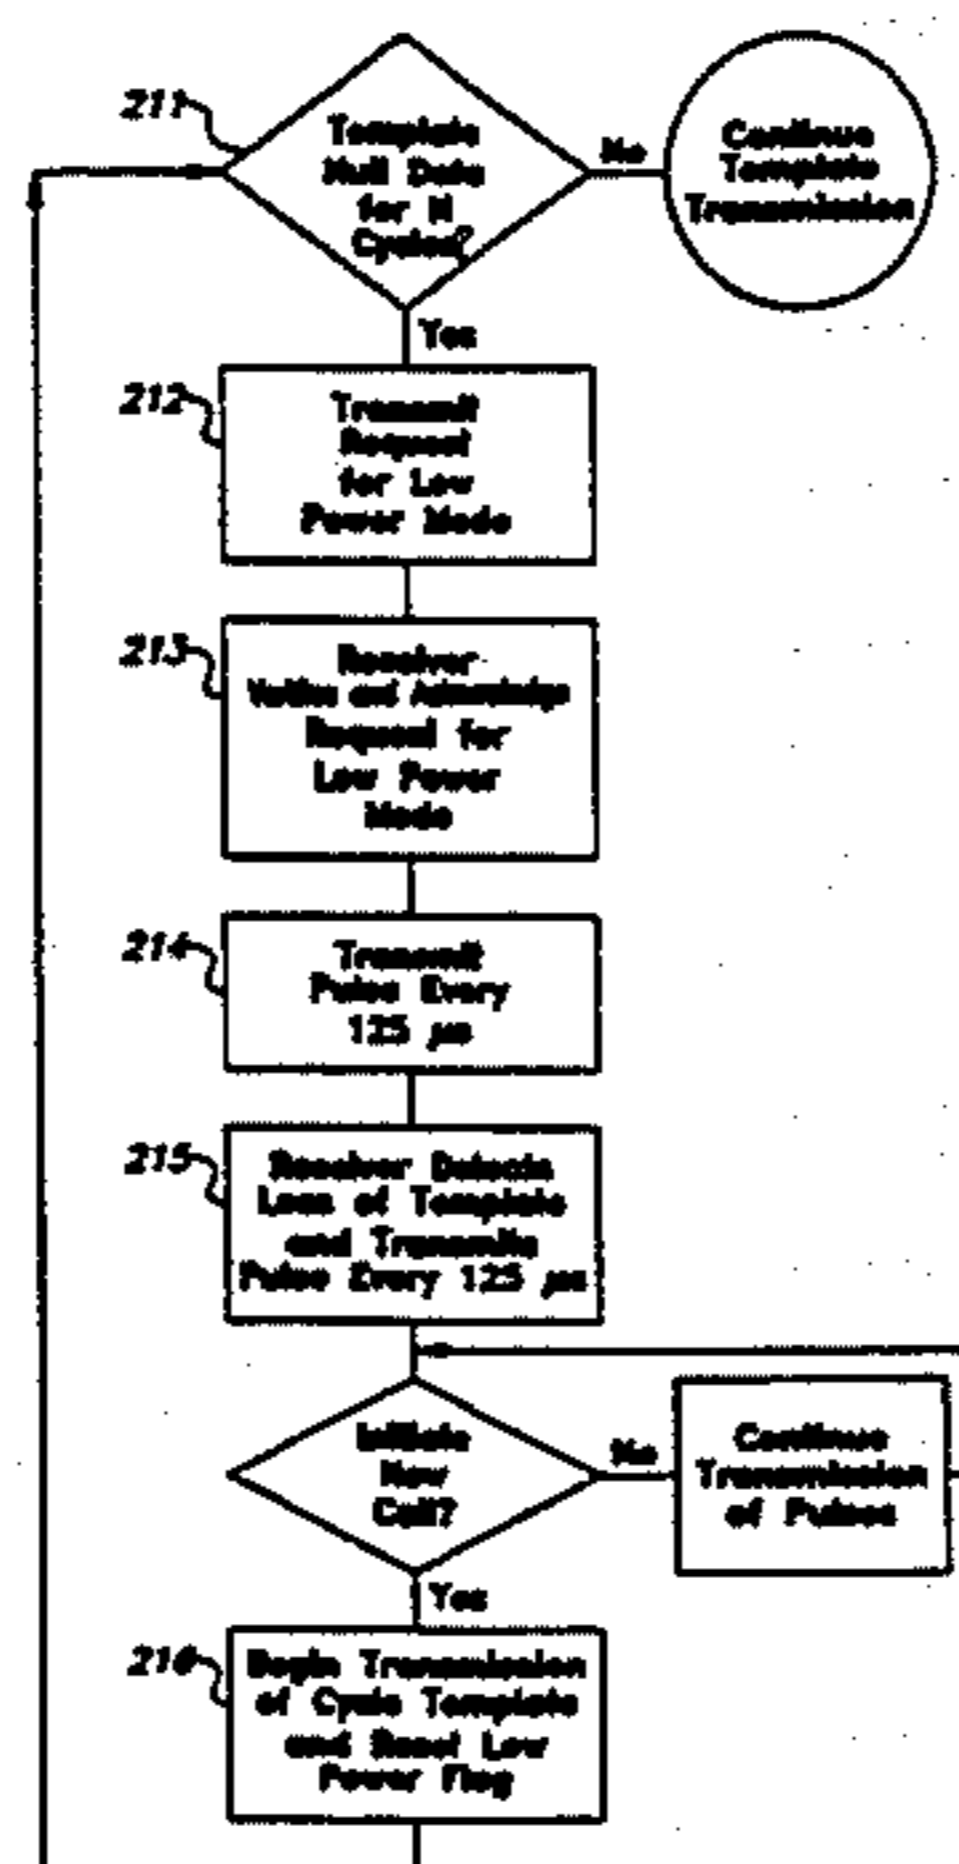 211
Template
Null Data
for N
Cycles?
No
Continue
Template
Transmission
Yes
212
Transmit
Request
for Low
Power Mode
213
Receiver
and Acknowledge
Request for
Low Power
Mode
214
Transmit
Pulse Every
125 μs
215
Receiver Detects
Loss of Template
and Transmits
Pulse Every 125 μs
Initiate
New
Call?
No
Continue
Transmission
of Pulses
Yes
216
Begin Transmission
of Cycle Template
and Reset Low
Power Flag